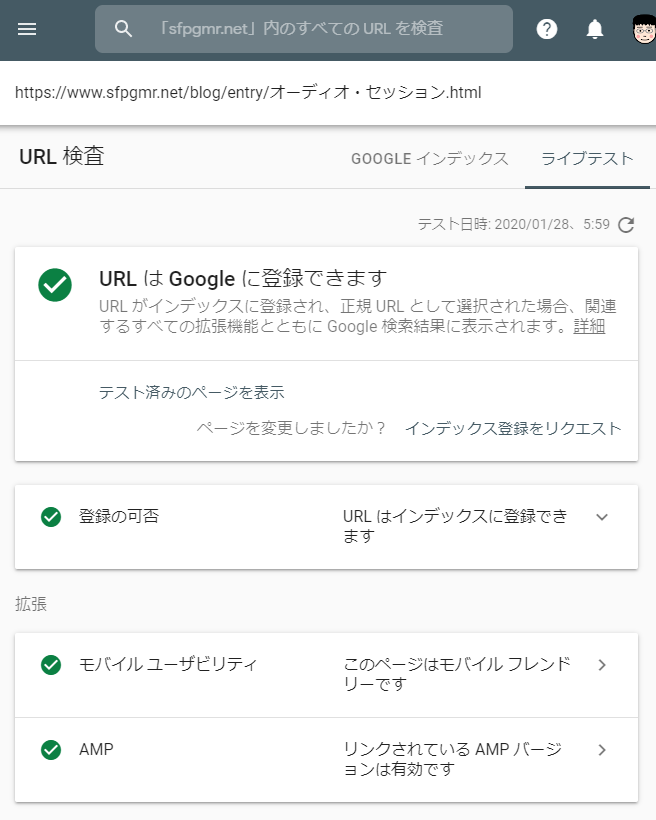 「sfpgmr.net」内のすべての URL を検査
https://www.sfpgmr.net/blog/entry/オーディオ・セッション.html
URL 検査
GOOGLE インデックス
ライブテスト
テスト日時: 2020/01/28、5:59
URL は Google に登録できます
URL がインデックスに登録され、正規 URL として選択された場合、関連
するすべての拡張機能とともに Google 検索結果に表示されます。詳細
テスト済みのページを表示
ページを変更しましたか？ インデックス登録をリクエスト
登録の可否
URL はインデックスに登録でき
ます
拡張
モバイル ユーザビリティ
このページはモバイル フレンド
リーです
AMP
リンクされている AMP バージ
ョンは有効です